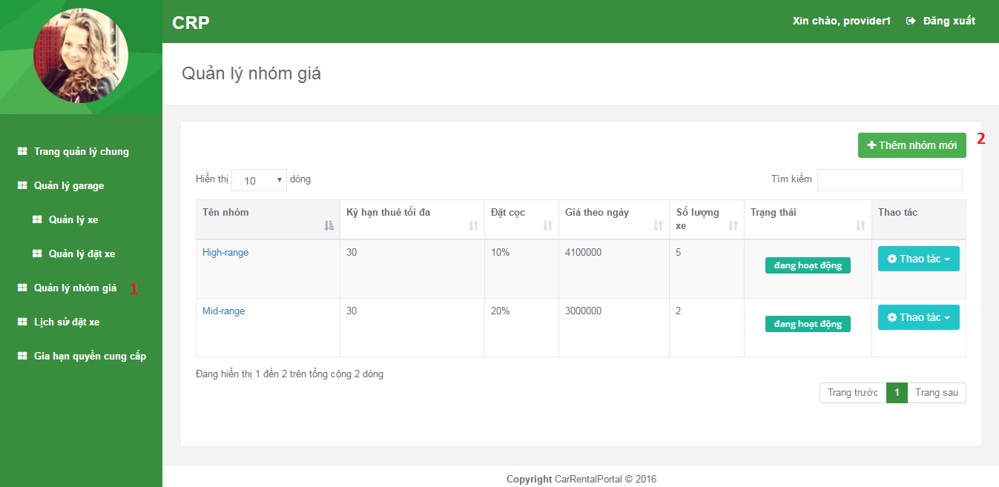 CRP
Xin chào, provider1 Đăng xuất
Quản lý nhóm giá
Trang quản lý chung
Quản lý garage
Quản lý xe
Quản lý đặt xe
Quản lý nhóm giá 1
Lịch sử đặt xe
Gia hạn quyền cung cấp
Thêm nhóm mới 2
Hiển thị 10 dòng Tìm kiếm
Tên nhóm Kỳ hạn thuê tối đa Đặt cọc Giá theo ngày Số lượng xe Trạng thái Thao tác
High-range 30 10% 4100000 5 đang hoạt động Thao tác
Mid-range 30 20% 3000000 2 đang hoạt động Thao tác
Đang hiển thị 1 đến 2 trên tổng cộng 2 dòng
Trang trước 1 Trang sau
Copyright CarRentalPortal © 2016